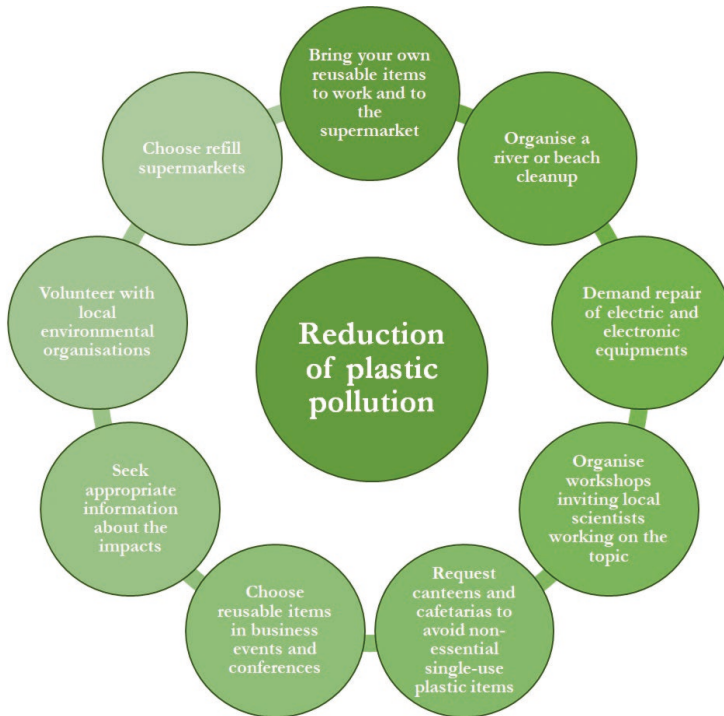 Reduction
of plastic
pollution
Bring your own
reusable items
to work and to
the
supermarket
Organise a
river or beach
cleanup
Demand repair
of electric and
electronic
equipments
Organise
workshops
inviting local
scientists
working on the
topic
Request
canteens and
cafetarias to
avoid non-
essential
single-use
plastic items
Choose
reusable items
in business
events and
conferences
Seek
appropriate
information
about the
impacts
Volunteer with
local
environmental
organisations
Choose refill
supermarkets